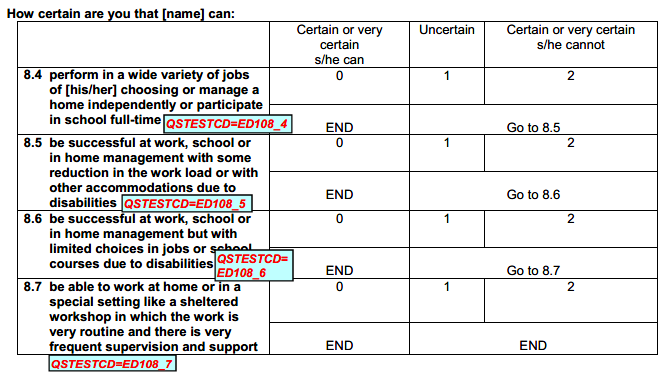 How certain are you that [name] can:
Certain or very certain s/he can
Uncertain
Certain or very certain s/he cannot
8.4 perform in a wide variety of jobs
of [his/her] choosing or manage a
home independently or participate
in school full-time QSTESTCD=ED108_4
0 1 2
END Go to 8.5
8.5 be successful at work, school or
in home management with some
reduction in the work load or with
other accommodations due to
disabilities QSTESTCD=ED108_5
0 1 2
END Go to 8.6
8.6 be successful at work, school or
in home management but with
limited choices in jobs or school
courses due to disabilities QSTESTCD=
ED108_6
0 1 2
END Go to 8.7
8.7 be able to work at home or in a
special setting like a sheltered
workshop in which the work is
very routine and there is very
frequent supervision and support
QSTESTCD=ED108_7
0 1 2
END END